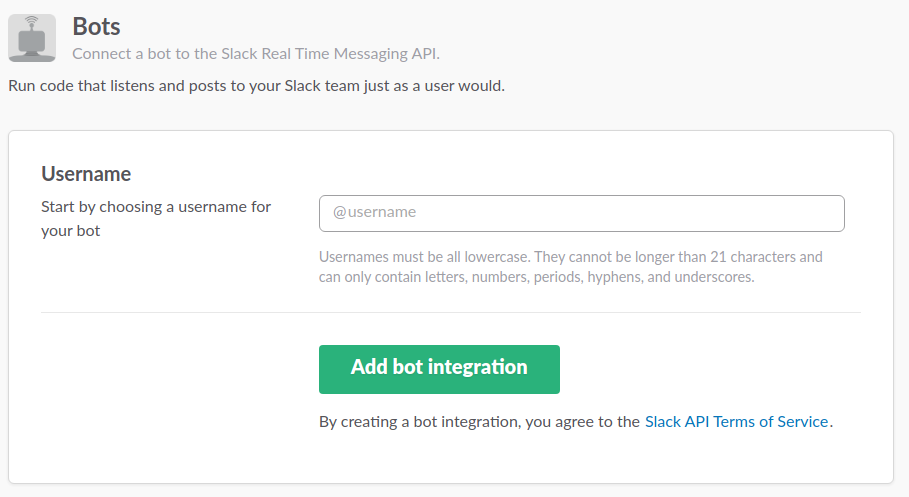 Bots
Connect a bot to the Slack Real Time Messaging API.
Run code that listens and posts to your Slack team just as a user would.
Username
Start by choosing a username for
your bot
@username
Usernames must be all lowercase. They cannot be longer than 21 characters and
can only contain letters, numbers, periods, hyphens, and underscores.
Add bot integration
By creating a bot integration, you agree to the Slack API Terms of Service.